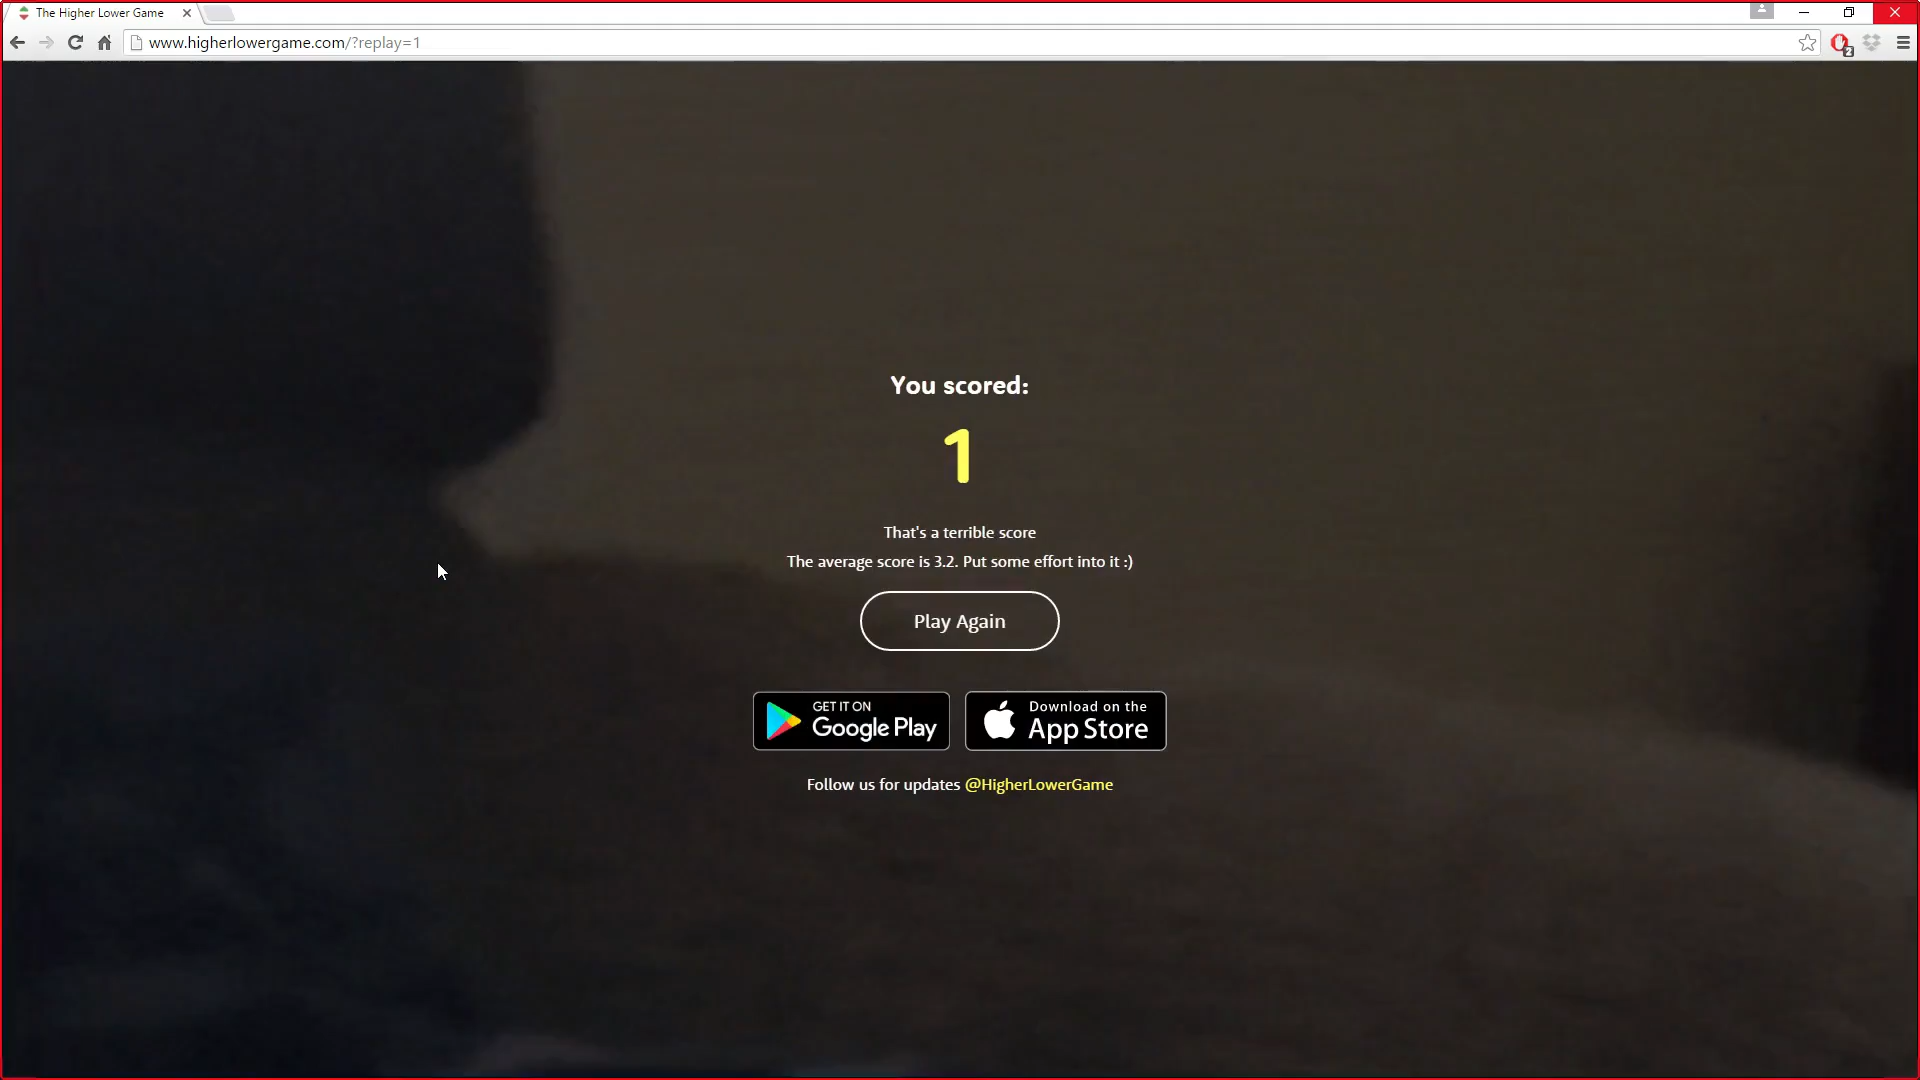 The Higher Lower Game
www.higherlowergame.com/?replay=1
2
You scored:
1
That's a terrible score
The average score is 3.2. Put some effort into it :)
Play Again
GET IT ON
Google Play
Download on the
App Store
Follow us for updates @HigherLowerGame